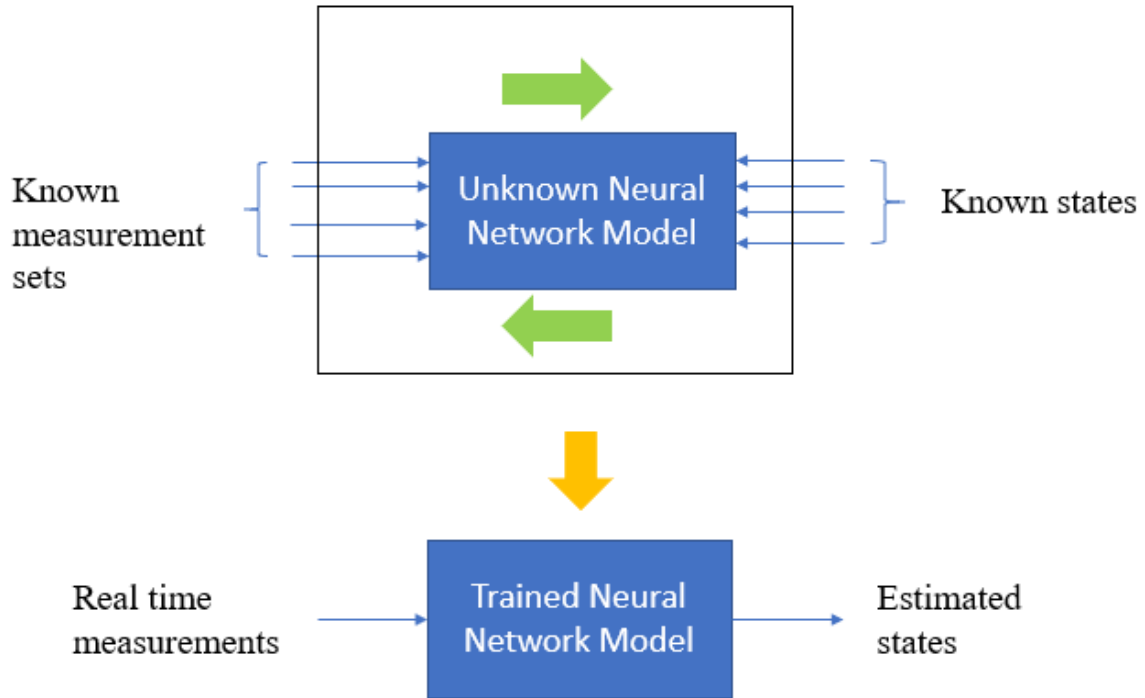 Known
measurement
sets
Unknown Neural
Network Model
Known states
Real time
measurements
Trained Neural
Network Model
Estimated
states